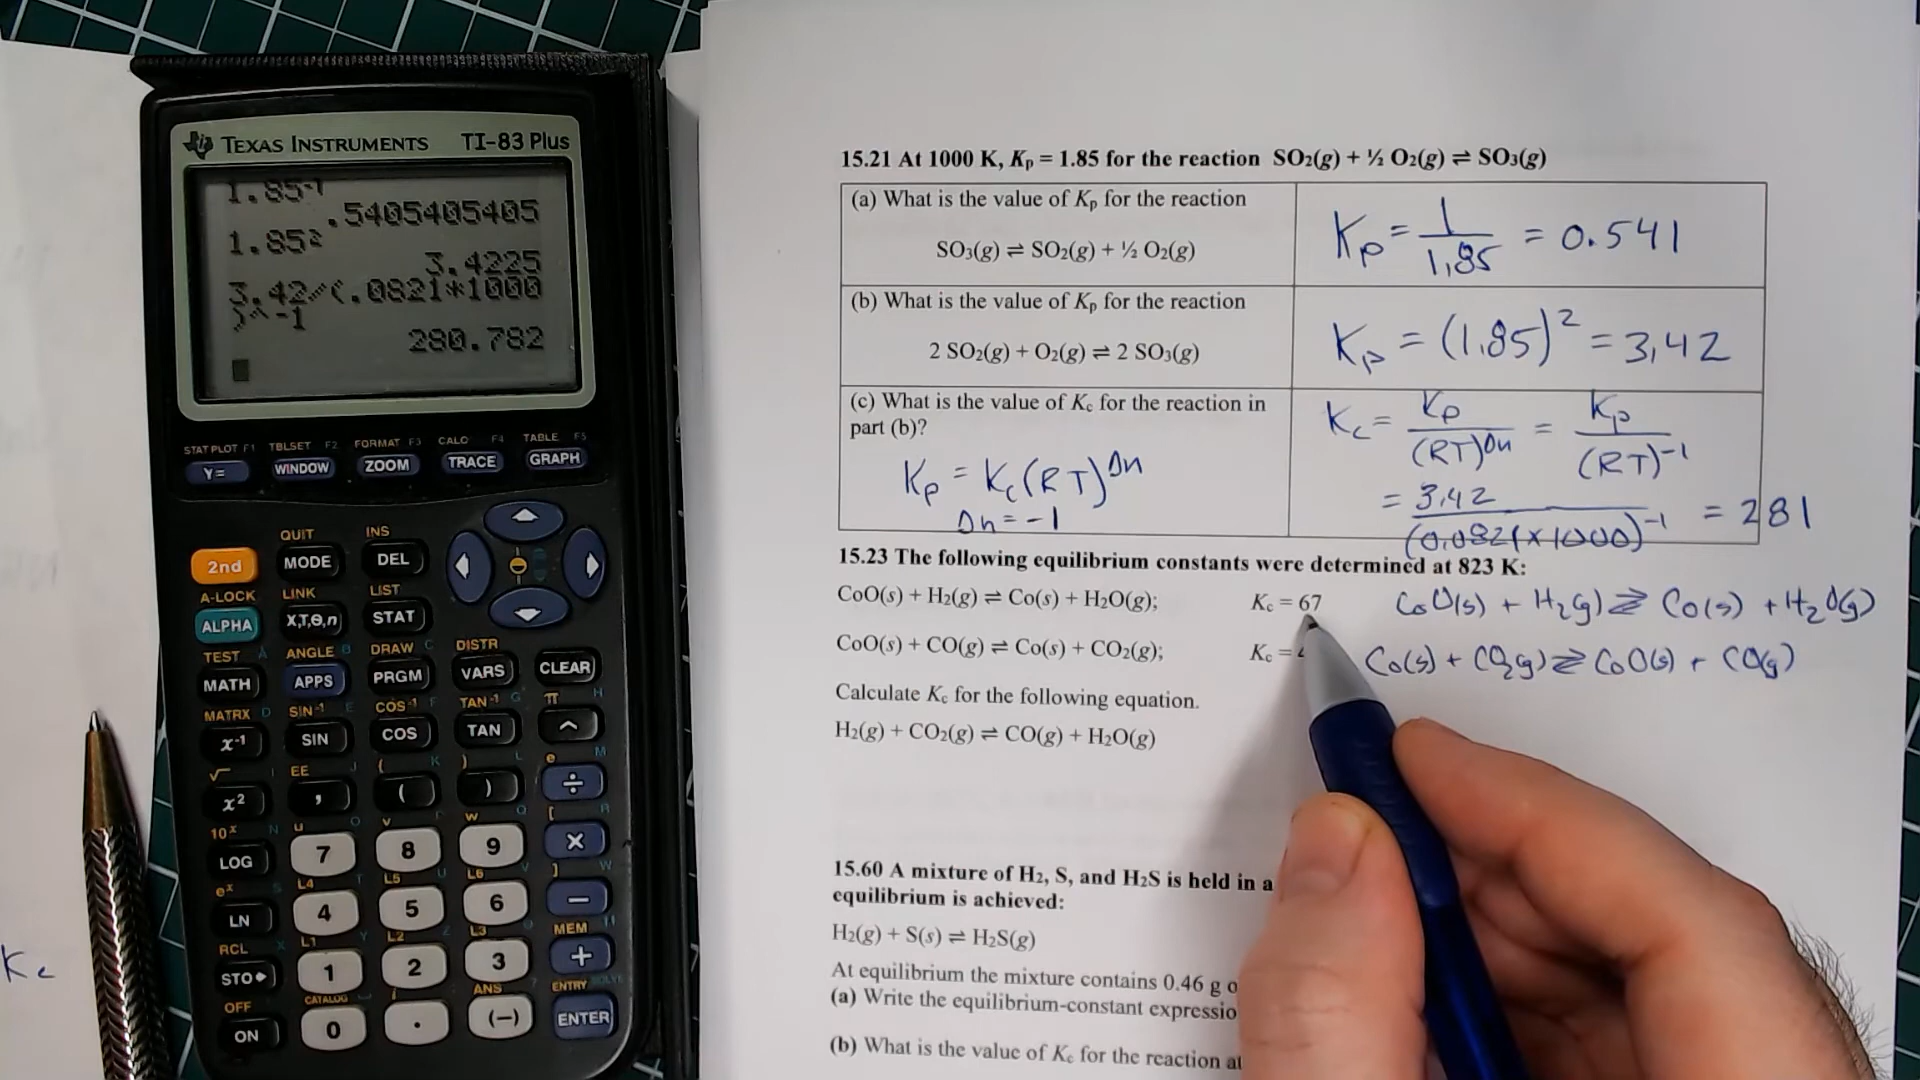 TEXAS INSTRUMENTS TI-83 Plus
1.85⁻¹
.5405405405
1.85²
3.4225
3.42/(.0821*1000
)^-1
280.782
STAT PLOT F1 TBLSET F2 FORMAT F3 CALC F4 TABLE F5
Y= WINDOW ZOOM TRACE GRAPH
QUIT INS
2nd MODE DEL
A-LOCK LINK LIST
ALPHA X,T,θ,n STAT
TEST A ANGLE B DRAW C DISTR
MATH APPS PRGM VARS CLEAR
MATRX D SIN⁻¹ E COS⁻¹ F TAN⁻¹ G π H
x⁻¹ SIN COS TAN ^
√ I EE J { K } L e M
x² , ( ) ÷
10ˣ N u O v P w Q [ R
LOG 7 8 9 ×
eˣ S L4 T L5 U L6 V ] W
LN 4 5 6 −
RCL X L1 Y L2 Z L3 MEM
STO▸ 1 2 3 +
OFF CATALOG i ANS ENTRY SOLVE
ON 0 . (−) ENTER
Kc
15.21 At 1000 K, Kp = 1.85 for the reaction SO₂(g) + ½ O₂(g) ⇌ SO₃(g)
(a) What is the value of Kp for the reaction
SO₃(g) ⇌ SO₂(g) + ½ O₂(g)
Kp = 1/1.85 = 0.541
(b) What is the value of Kp for the reaction
2 SO₂(g) + O₂(g) ⇌ 2 SO₃(g)
Kp = (1.85)² = 3.42
(c) What is the value of Kc for the reaction in
part (b)?
Kp = Kc(RT)^Δn
Δn = -1
Kc = Kp/(RT)^Δn = Kp/(RT)⁻¹
= 3.42/(0.0821×1000)⁻¹ = 281
15.23 The following equilibrium constants were determined at 823 K:
CoO(s) + H₂(g) ⇌ Co(s) + H₂O(g); Kc = 67 CoO(s) + H₂(g) ⇌ Co(s) + H₂O(g)
CoO(s) + CO(g) ⇌ Co(s) + CO₂(g); Kc = Co(s) + CO₂(g) ⇌ CoO(s) + CO(g)
Calculate Kc for the following equation.
H₂(g) + CO₂(g) ⇌ CO(g) + H₂O(g)
15.60 A mixture of H₂, S, and H₂S is held in a
equilibrium is achieved:
H₂(g) + S(s) ⇌ H₂S(g)
At equilibrium the mixture contains 0.46 g o
(a) Write the equilibrium-constant expressio
(b) What is the value of Kc for the reaction at